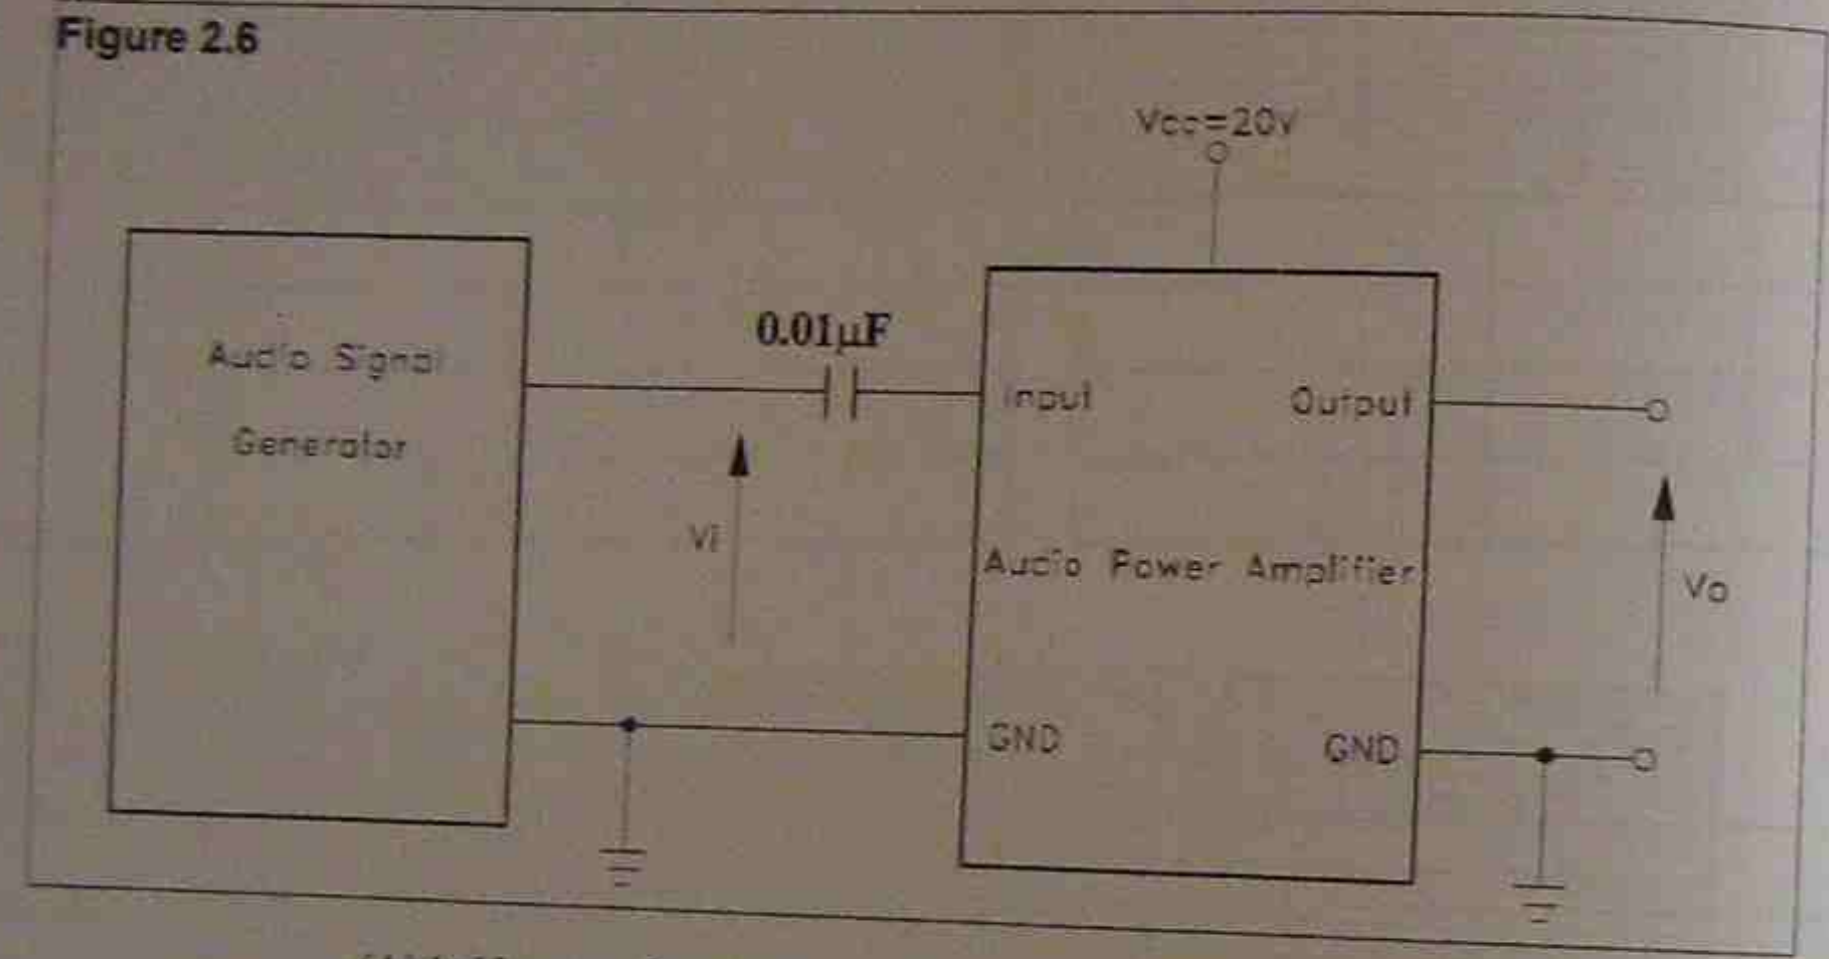 Figure 2.6
Vcc=20V
0.01µF
Audio Signal
Generator
Input
Output
Vi
Audio Power Amplifier
Vo
GND
GND